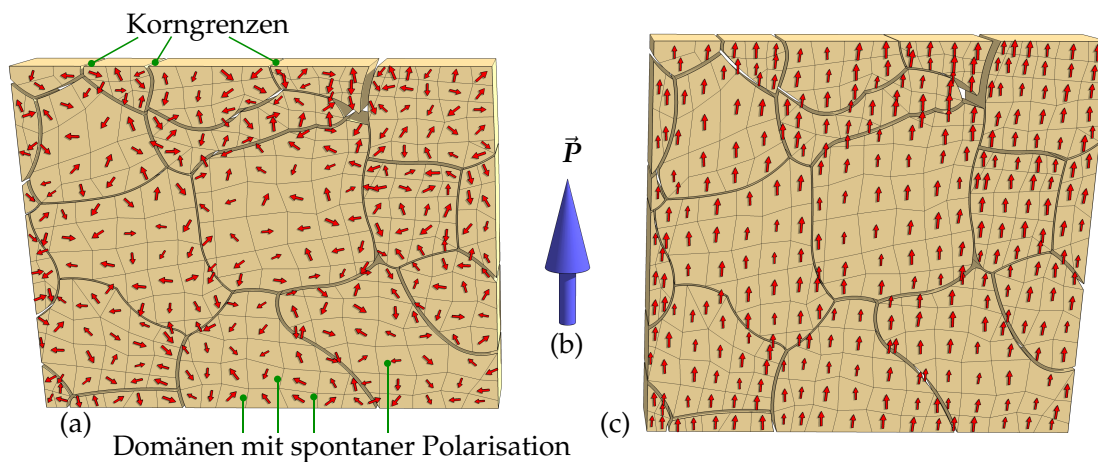 Korngrenzen
P⃗
(b)
(a)
(c)
Domänen mit spontaner Polarisation